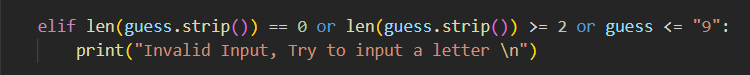 elif len(guess.strip()) == 0 or len(guess.strip()) >= 2 or guess <= "9":
print("Invalid Input, Try to input a letter \n")